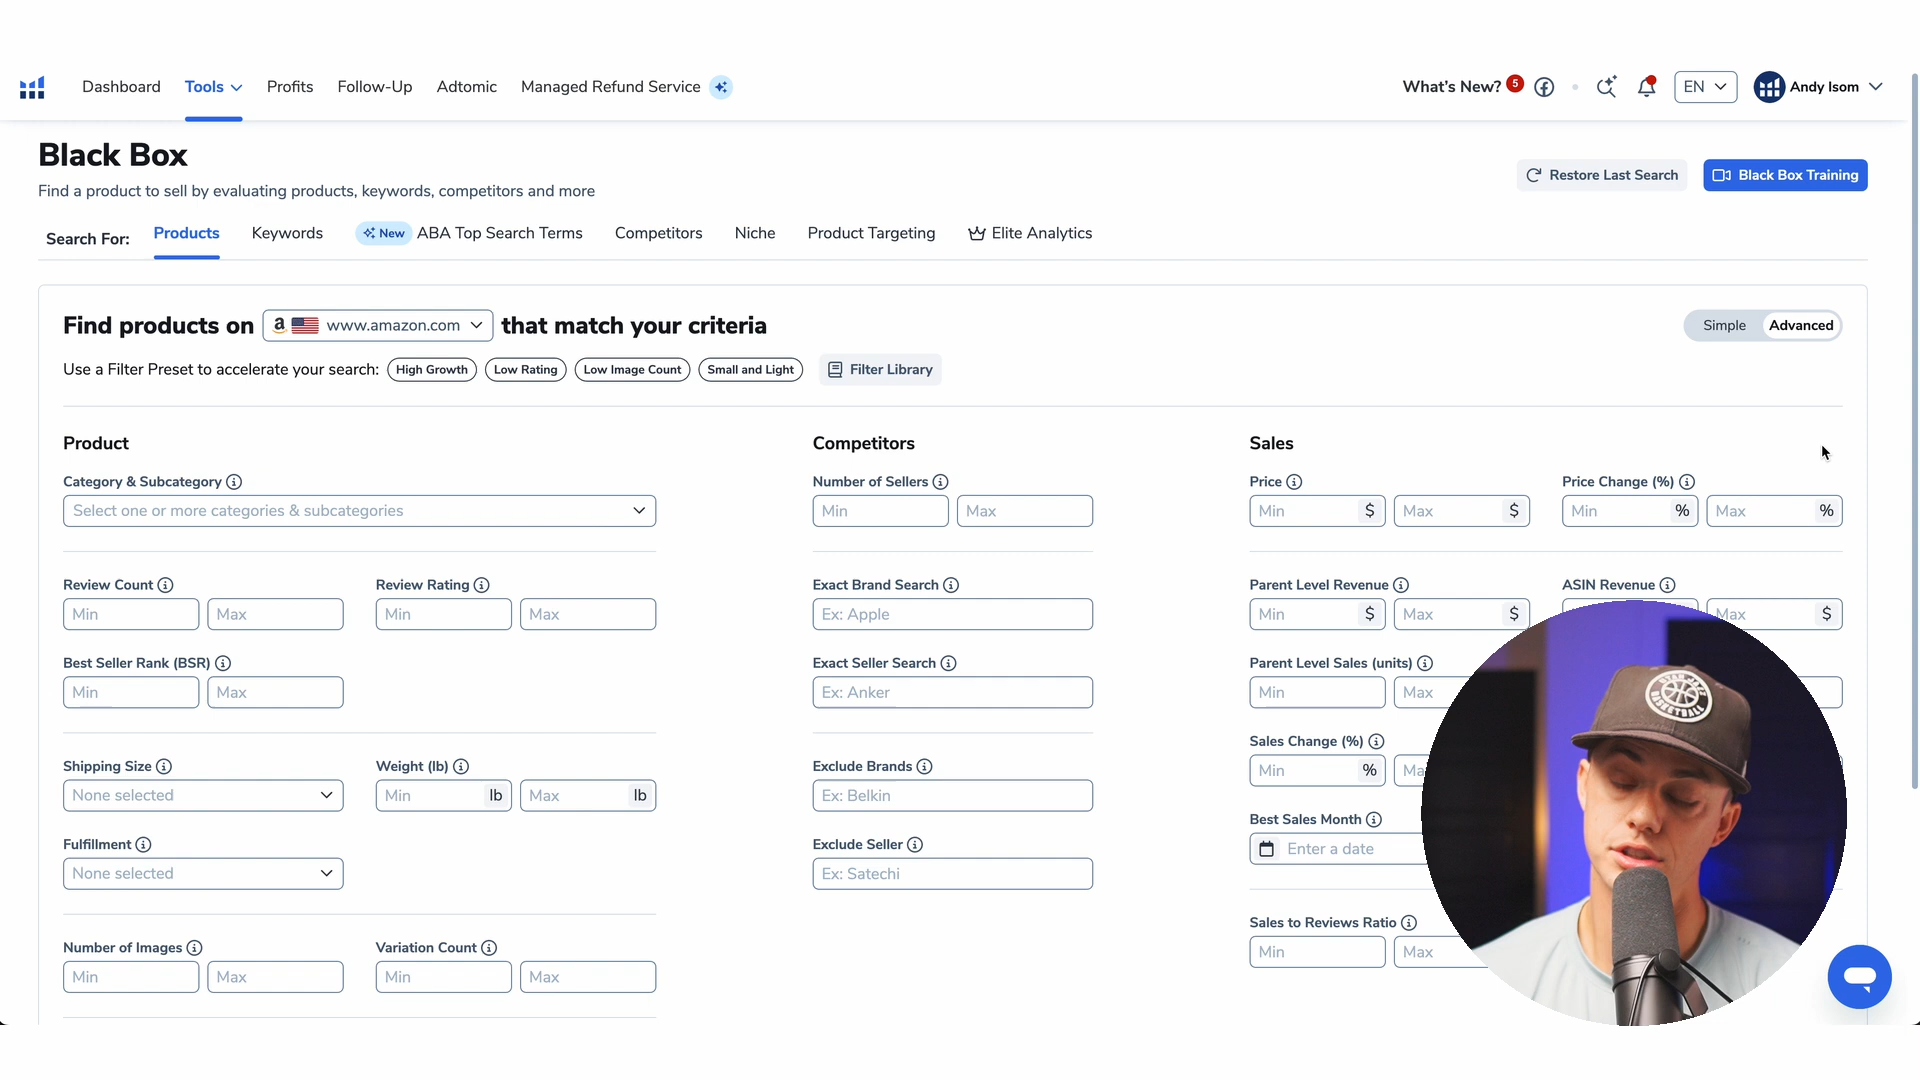 Dashboard Tools Profits Follow-Up Adtomic Managed Refund Service What's New? 5 EN Andy Isom
Black Box
Find a product to sell by evaluating products, keywords, competitors and more
Restore Last Search Black Box Training
Search For: Products Keywords New ABA Top Search Terms Competitors Niche Product Targeting Elite Analytics
Find products on a www.amazon.com that match your criteria
Simple Advanced
Use a Filter Preset to accelerate your search: High Growth Low Rating Low Image Count Small and Light Filter Library
Product Competitors Sales
Category & Subcategory Number of Sellers Price Price Change (%)
Select one or more categories & subcategories Min Max Min $ Max $ Min % Max %
Review Count Review Rating Exact Brand Search Parent Level Revenue ASIN Revenue
Min Max Min Max Ex: Apple Min $ Max $ Max $
Best Seller Rank (BSR) Exact Seller Search Parent Level Sales (units)
Min Max Ex: Anker Min Max
Sales Change (%)
Shipping Size Weight (lb) Exclude Brands Min %
None selected Min lb Max lb Ex: Belkin
Best Sales Month
Fulfillment Exclude Seller Enter a date
None selected Ex: Satechi
Sales to Reviews Ratio
Number of Images Variation Count Min Max
Min Max Min Max
BASKETBALL